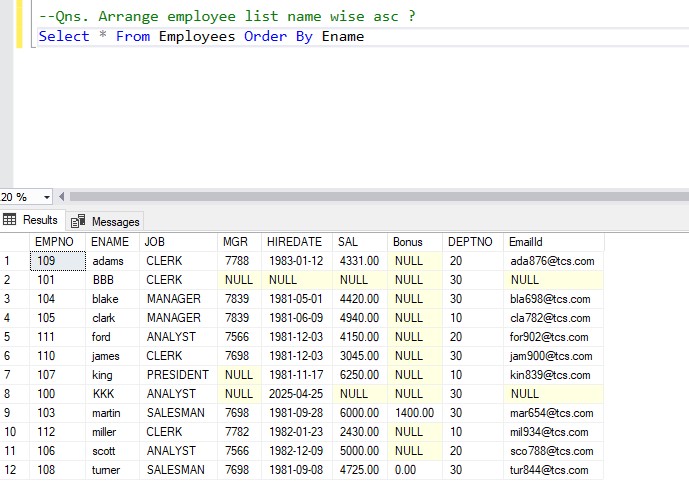 --Qns. Arrange employee list name wise asc ?
Select * From Employees Order By Ename
20 %
Results Messages
EMPNO ENAME JOB MGR HIREDATE SAL Bonus DEPTNO EmailId
1 109 adams CLERK 7788 1983-01-12 4331.00 NULL 20 ada876@tcs.com
2 101 BBB CLERK NULL NULL NULL NULL 30 NULL
3 104 blake MANAGER 7839 1981-05-01 4420.00 NULL 30 bla698@tcs.com
4 105 clark MANAGER 7839 1981-06-09 4940.00 NULL 10 cla782@tcs.com
5 111 ford ANALYST 7566 1981-12-03 4150.00 NULL 20 for902@tcs.com
6 110 james CLERK 7698 1981-12-03 3045.00 NULL 30 jam900@tcs.com
7 107 king PRESIDENT NULL 1981-11-17 6250.00 NULL 10 kin839@tcs.com
8 100 KKK ANALYST NULL 2025-04-25 NULL NULL 30 NULL
9 103 martin SALESMAN 7698 1981-09-28 6000.00 1400.00 30 mar654@tcs.com
10 112 miller CLERK 7782 1982-01-23 2430.00 NULL 10 mil934@tcs.com
11 106 scott ANALYST 7566 1982-12-09 5000.00 NULL 20 sco788@tcs.com
12 108 turner SALESMAN 7698 1981-09-08 4725.00 0.00 30 tur844@tcs.com